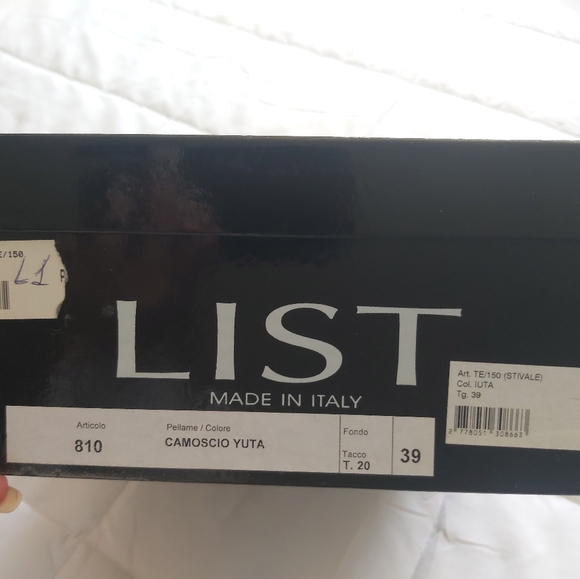 E/150
L1
LIST
MADE IN ITALY
Art. TE/150 (STIVALE)
Col. IUTA
Tg. 39
Articolo
810
Pellame / Colore
CAMOSCIO YUTA
Fondo
Tacco
T. 20
39